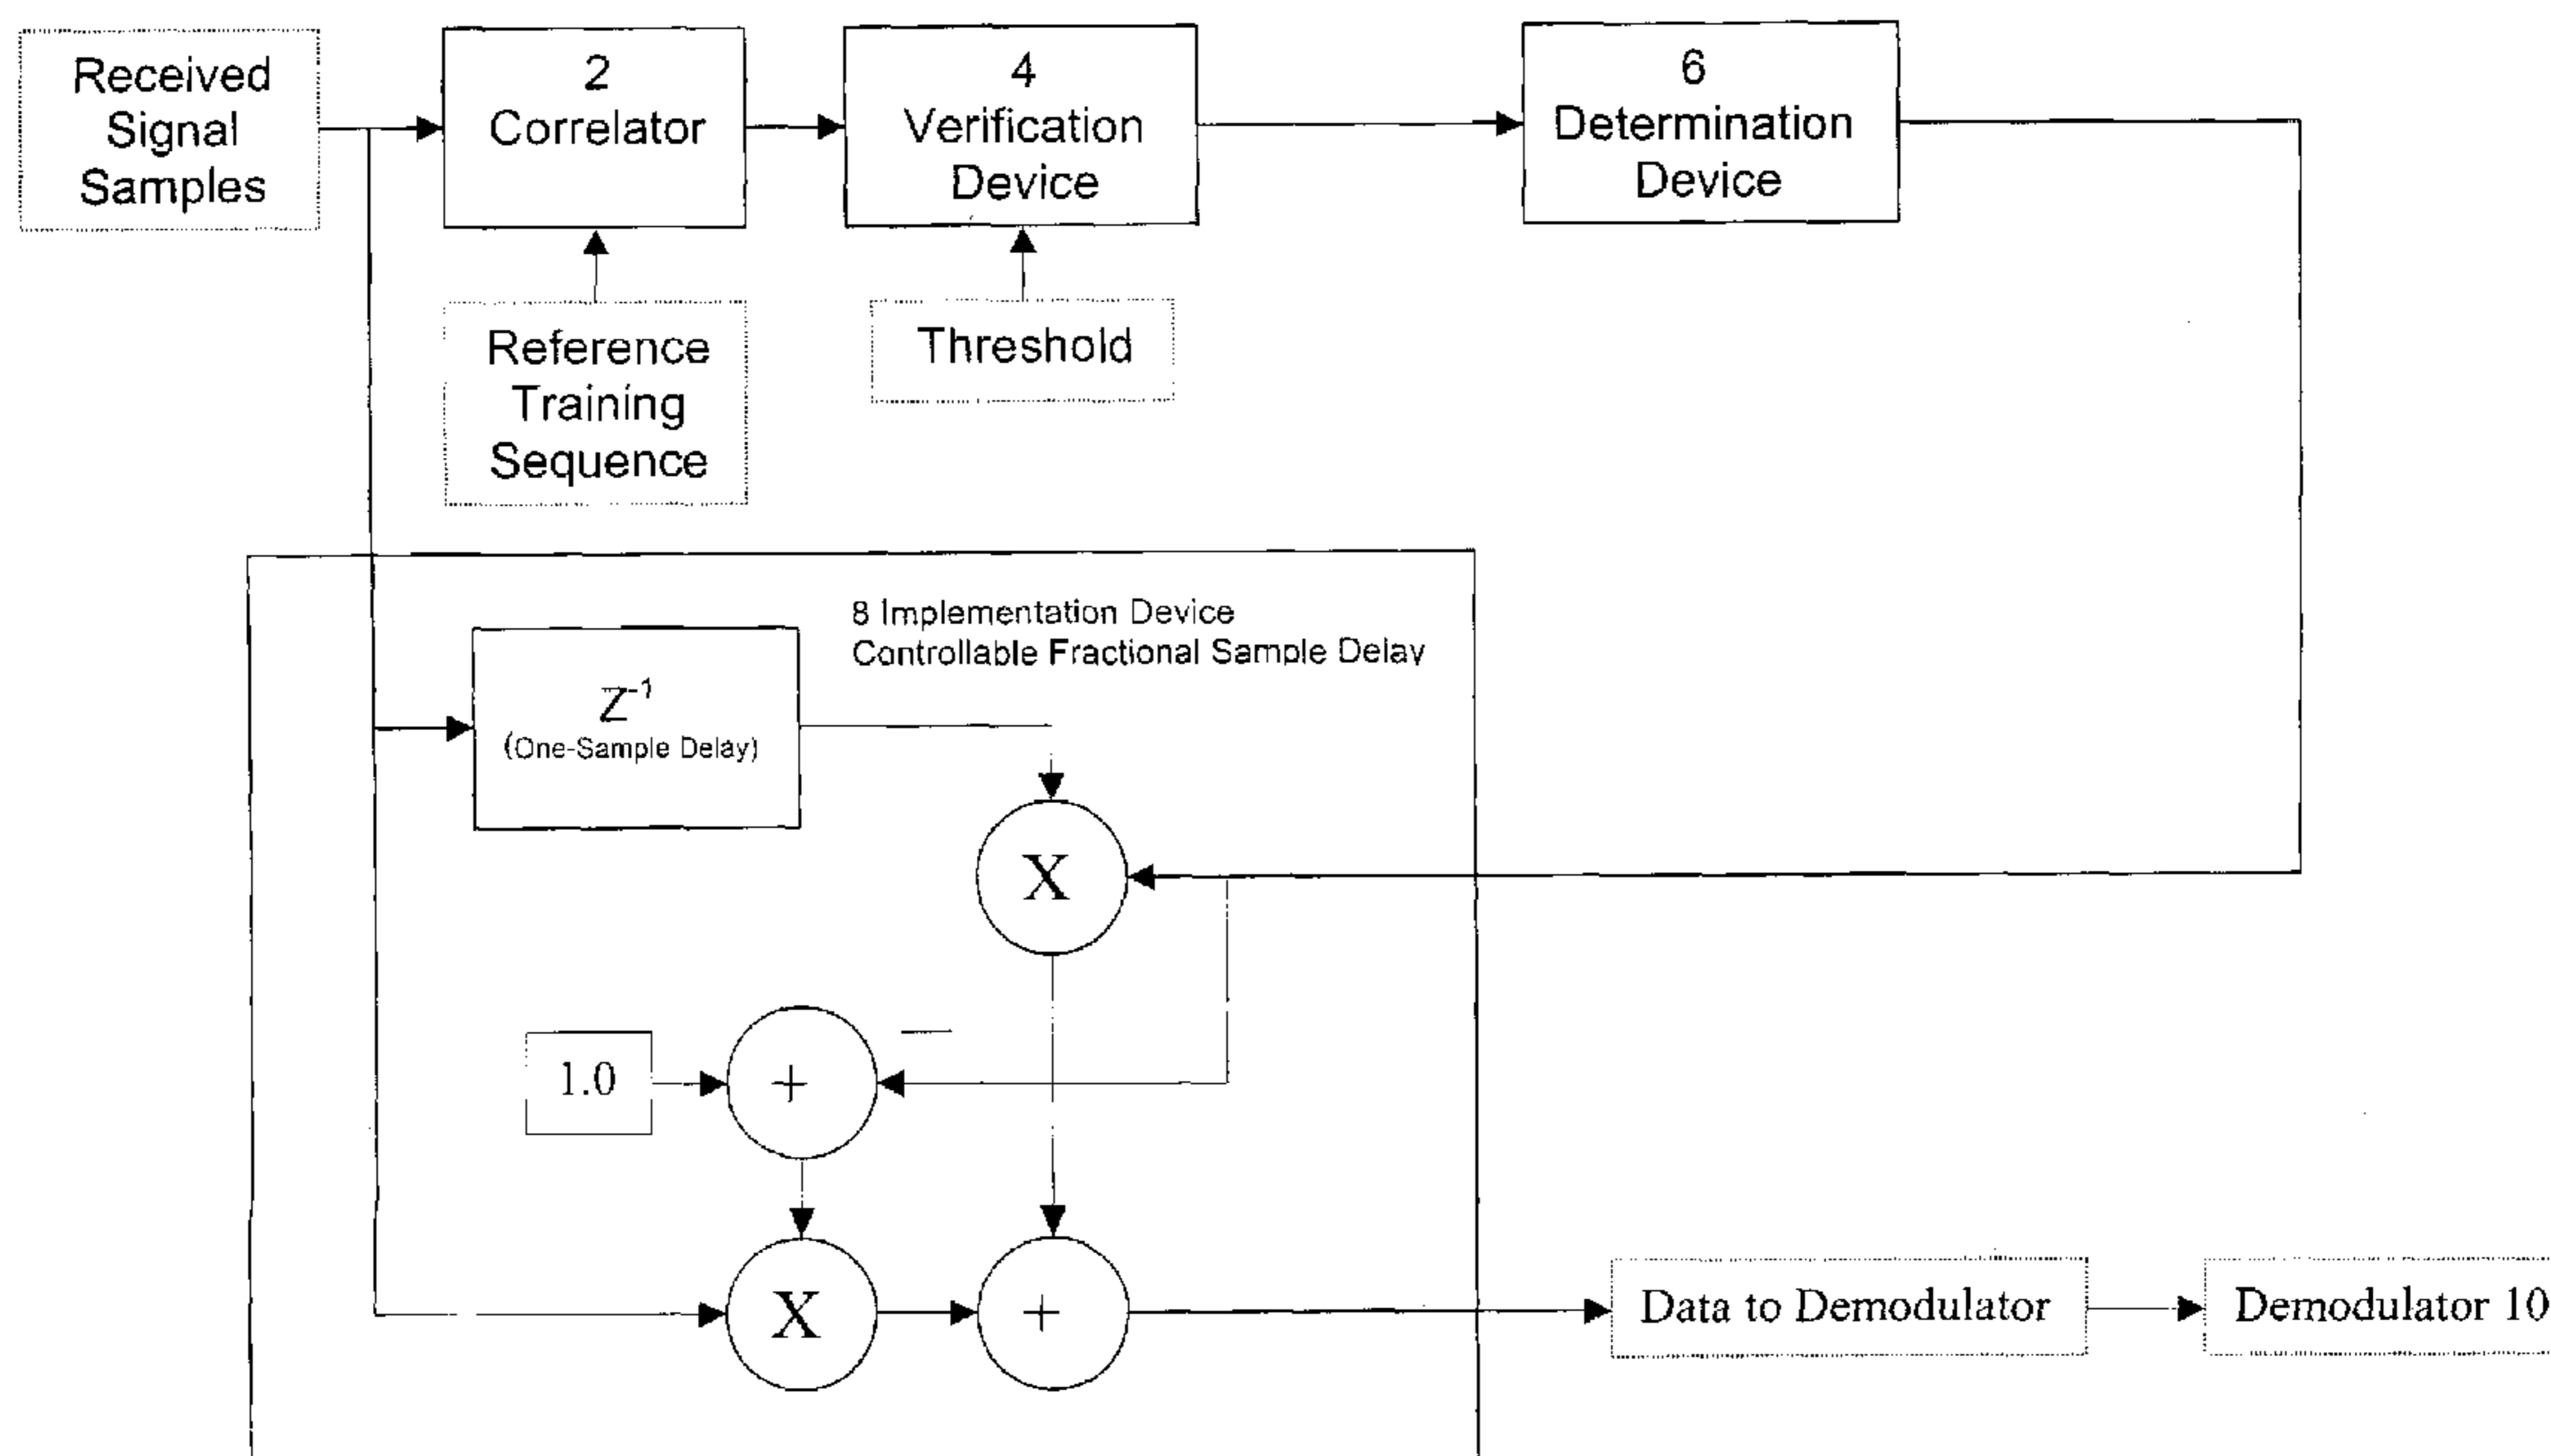 Received
Signal
Samples
2
Correlator
4
Verification
Device
6
Determination
Device
Reference
Training
Sequence
Threshold
8 Implementation Device
Controllable Fractional Sample Delay
Z-1
(One-Sample Delay)
X
1.0
+
—
X
+
Data to Demodulator
Demodulator 10